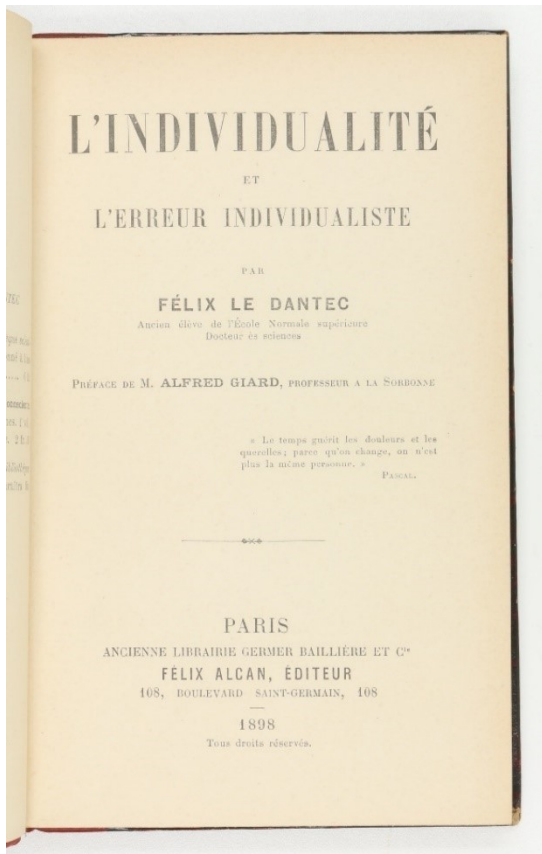 L'INDIVIDUALITÉ
ET
L'ERREUR INDIVIDUALISTE
PAR
FÉLIX LE DANTEC
Ancien élève de l'École Normale supérieure
Docteur ès sciences
PRÉFACE DE M. ALFRED GIARD, PROFESSEUR A LA SORBONNE
« Le temps guérit les douleurs et les
querelles; parce qu'on change, on n'est
plus la même personne. »
PASCAL.
PARIS
ANCIENNE LIBRAIRIE GERMER BAILLIÈRE ET Cie
FÉLIX ALCAN, ÉDITEUR
108, BOULEVARD SAINT-GERMAIN, 108
1898
Tous droits réservés.